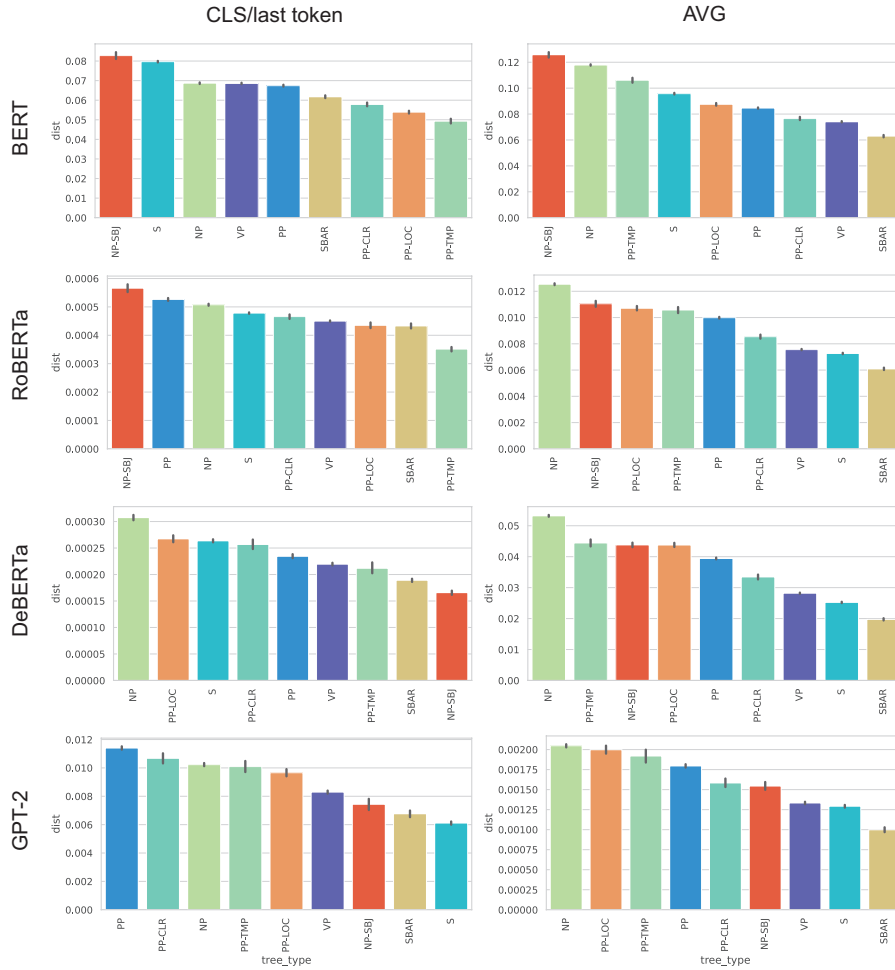 CLS/last token
AVG
BERT
dist
0.08
0.07
0.06
0.05
0.04
0.03
0.02
0.01
0.00
NP-SBJ S NP VP PP SBAR PP-CLR PP-LOC PP-TMP
dist
0.12
0.10
0.08
0.06
0.04
0.02
0.00
NP-SBJ NP PP-TMP S PP-LOC PP PP-CLR VP SBAR
RoBERTa
dist
0.0006
0.0005
0.0004
0.0003
0.0002
0.0001
0.0000
NP-SBJ PP NP S PP-CLR VP PP-LOC SBAR PP-TMP
dist
0.012
0.010
0.008
0.006
0.004
0.002
0.000
NP NP-SBJ PP-LOC PP-TMP PP PP-CLR VP S SBAR
DeBERTa
dist
0.00030
0.00025
0.00020
0.00015
0.00010
0.00005
0.00000
NP PP-LOC S PP-CLR PP VP PP-TMP SBAR NP-SBJ
dist
0.05
0.04
0.03
0.02
0.01
0.00
NP PP-TMP NP-SBJ PP-LOC PP PP-CLR VP S SBAR
GPT-2
dist
0.012
0.010
0.008
0.006
0.004
0.002
0.000
PP PP-CLR NP PP-TMP PP-LOC VP NP-SBJ SBAR S
tree_type
dist
0.00200
0.00175
0.00150
0.00125
0.00100
0.00075
0.00050
0.00025
0.00000
NP PP-LOC PP-TMP PP PP-CLR NP-SBJ VP S SBAR
tree_type